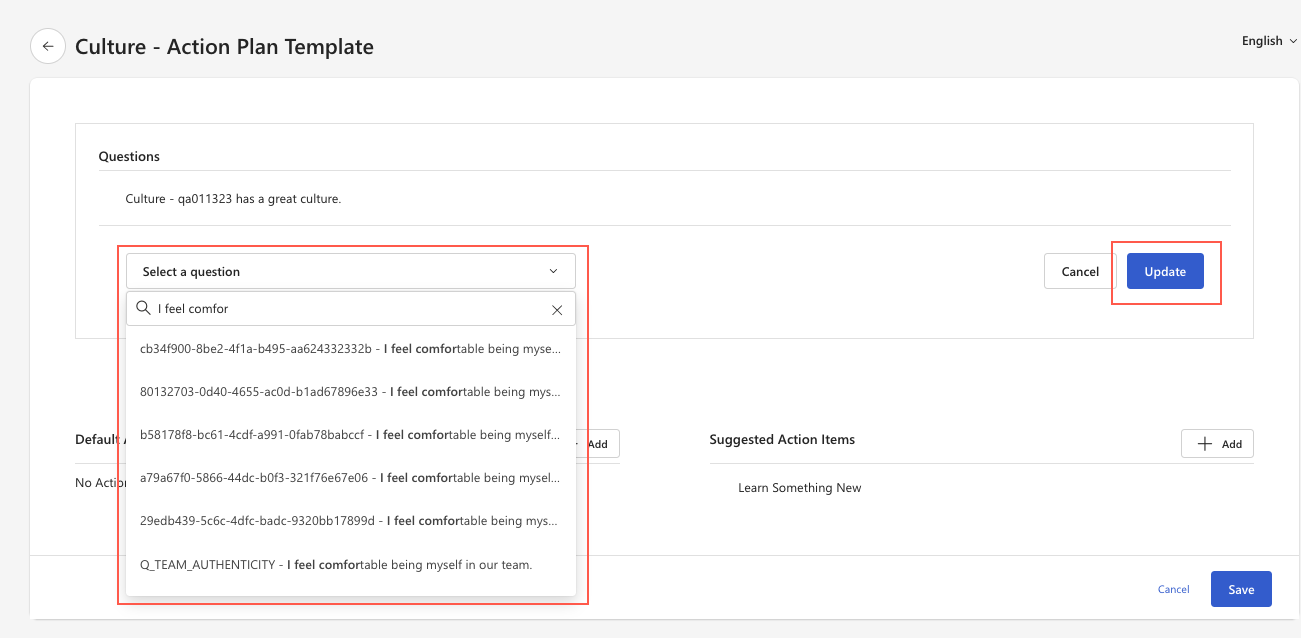 Culture - Action Plan Template
English
Questions
Culture - qa011323 has a great culture.
Select a question
Cancel
Update
I feel comfor
cb34f900-8be2-4f1a-b495-aa624332332b - I feel comfortable being myse...
80132703-0d40-4655-ac0d-b1ad67896e33 - I feel comfortable being mys...
b58178f8-bc61-4cdf-a991-0fab78babccf - I feel comfortable being myself...
Default A
Add
Suggested Action Items
Add
a79a67f0-5866-44dc-b0f3-321f76e67e06 - I feel comfortable being mysel...
No Action
Learn Something New
29edb439-5c6c-4dfc-badc-9320bb17899d - I feel comfortable being mys...
Q_TEAM_AUTHENTICITY - I feel comfortable being myself in our team.
Cancel
Save